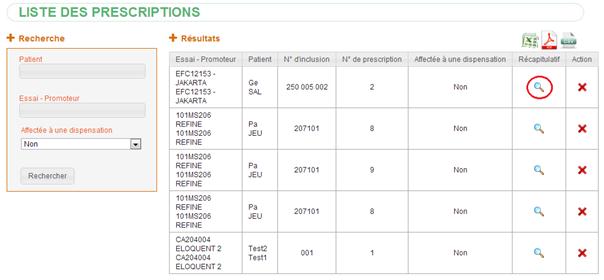 LISTE DES PRESCRIPTIONS
Recherche
Patient
Essai - Promoteur
Affectée à une dispensation
Non
Rechercher
Résultats
CSV
Essai - Promoteur Patient N° d'inclusion N° de prescription Affectée à une dispensation Récapitulatif Action
EFC12153 -
JAKARTA
EFC12153 -
JAKARTA
Ge
SAL
250 005 002 2 Non
101MS206
REFINE
101MS206
REFINE
Pa
JEU
207101 8 Non
101MS206
REFINE
101MS206
REFINE
Pa
JEU
207101 9 Non
101MS206
REFINE
101MS206
REFINE
Pa
JEU
207101 8 Non
CA204004
ELOQUENT 2
CA204004
ELOQUENT 2
Test2
Test1
001 1 Non